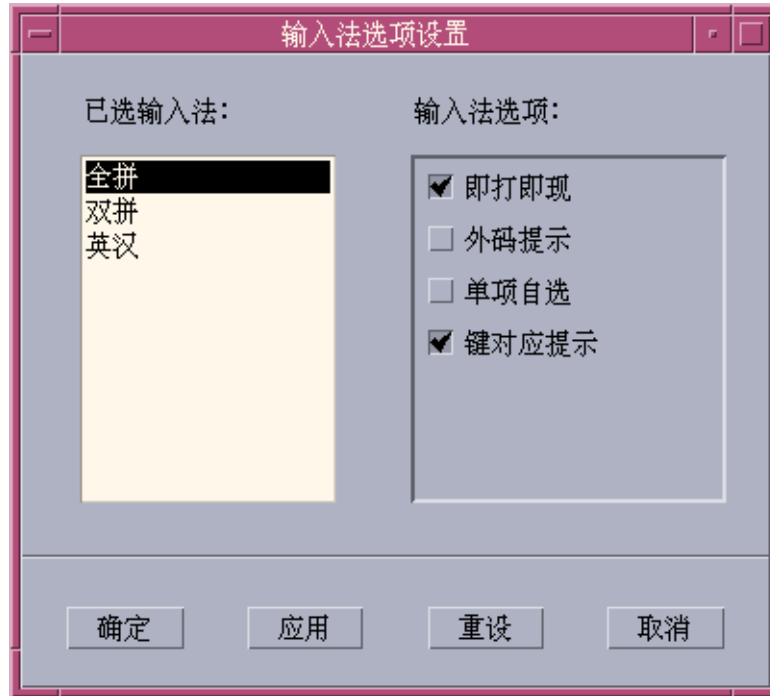 输入法选项设置
已选输入法:
全拼
双拼
英汉
输入法选项:
即打即现
外码提示
单项自选
键对应提示
确定
应用
重设
取消